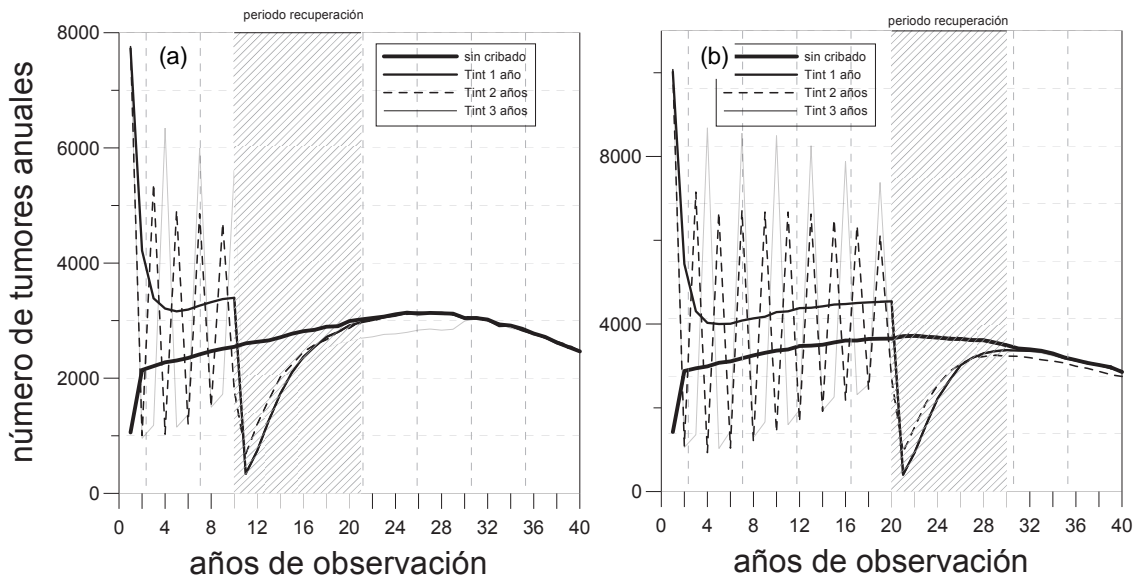 periodo recuperación
(a)
sin cribado
Tint 1 año
Tint 2 años
Tint 3 años
número de tumores anuales
8000
6000
4000
2000
0
0 4 8 12 16 20 24 28 32 36 40
años de observación
periodo recuperación
(b)
sin cribado
Tint 1 año
Tint 2 años
Tint 3 años
8000
4000
0
0 4 8 12 16 20 24 28 32 36 40
años de observación